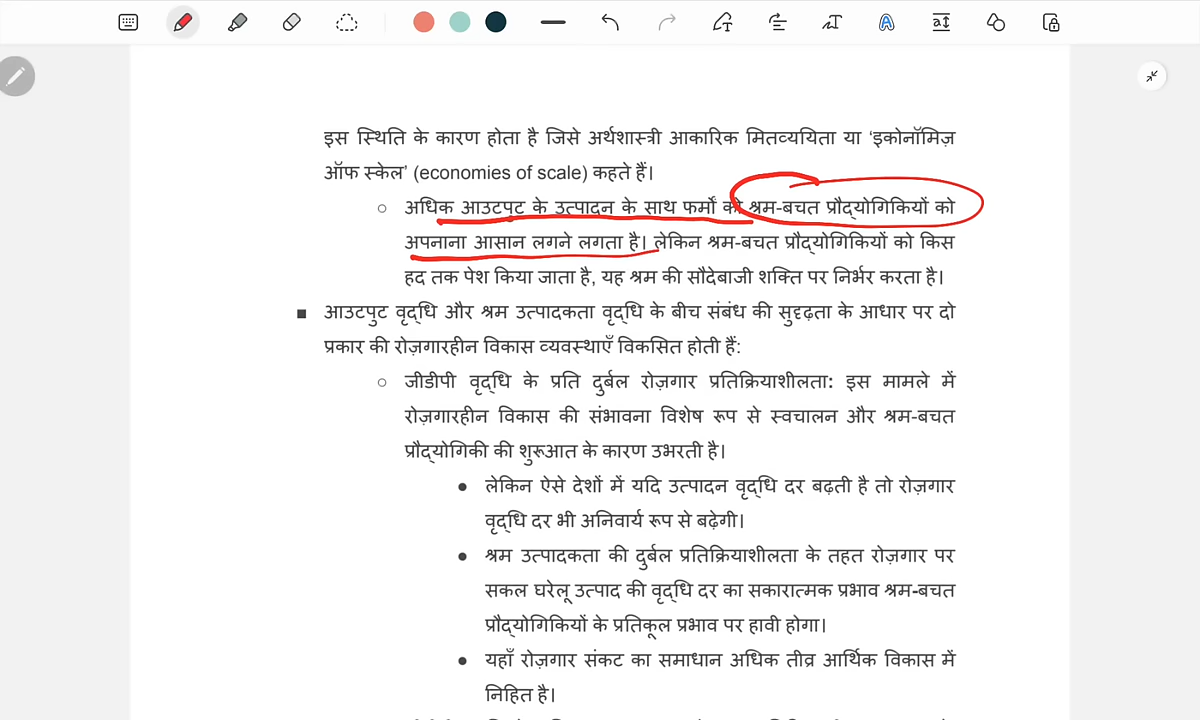 इस स्थिति के कारण होता है जिसे अर्थशास्त्री आकारिक मितव्ययिता या ‘इकोनॉमिज़
ऑफ स्केल’ (economies of scale) कहते हैं।
○ अधिक आउटपुट के उत्पादन के साथ फर्मों को श्रम-बचत प्रौद्योगिकियों को
अपनाना आसान लगने लगता है। लेकिन श्रम-बचत प्रौद्योगिकियों को किस
हद तक पेश किया जाता है, यह श्रम की सौदेबाजी शक्ति पर निर्भर करता है।
■ आउटपुट वृद्धि और श्रम उत्पादकता वृद्धि के बीच संबंध की सुदृढ़ता के आधार पर दो
प्रकार की रोज़गारहीन विकास व्यवस्थाएँ विकसित होती हैं:
○ जीडीपी वृद्धि के प्रति दुर्बल रोज़गार प्रतिक्रियाशीलता: इस मामले में
रोज़गारहीन विकास की संभावना विशेष रूप से स्वचालन और श्रम-बचत
प्रौद्योगिकी की शुरूआत के कारण उभरती है।
● लेकिन ऐसे देशों में यदि उत्पादन वृद्धि दर बढ़ती है तो रोज़गार
वृद्धि दर भी अनिवार्य रूप से बढ़ेगी।
● श्रम उत्पादकता की दुर्बल प्रतिक्रियाशीलता के तहत रोज़गार पर
सकल घरेलू उत्पाद की वृद्धि दर का सकारात्मक प्रभाव श्रम-बचत
प्रौद्योगिकियों के प्रतिकूल प्रभाव पर हावी होगा।
● यहाँ रोज़गार संकट का समाधान अधिक तीव्र आर्थिक विकास में
निहित है।